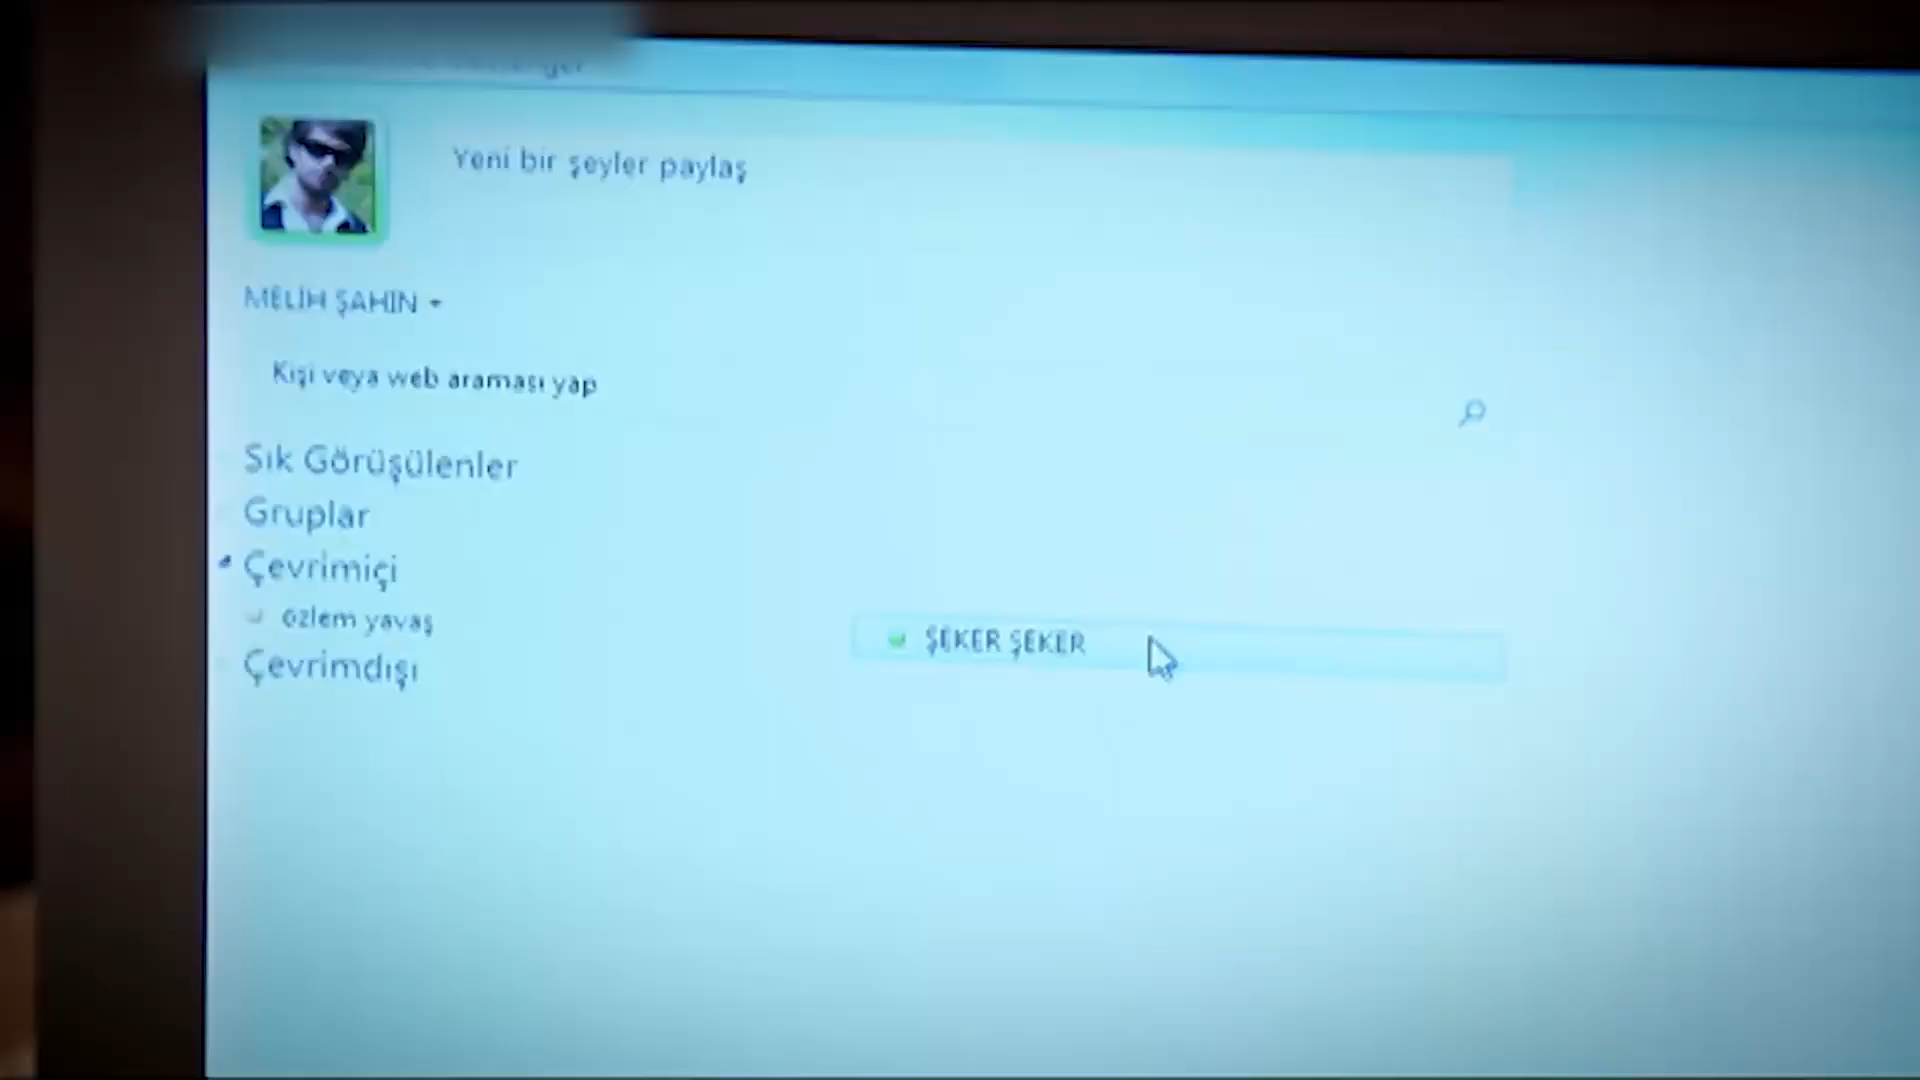 Yeni bir şeyler paylaş
MELİH ŞAHİN
Kişi veya web araması yap
Sık Görüşülenler
Gruplar
Çevrimiçi
özlem yavaş
ŞEKER ŞEKER
Çevrimdışı